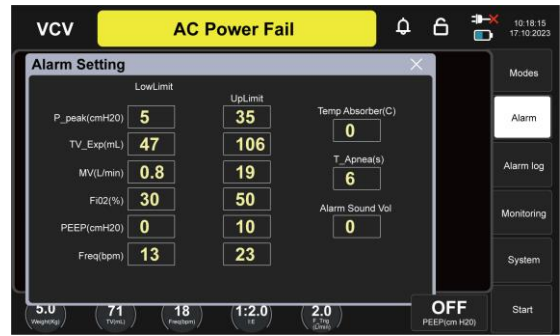 VCV
AC Power Fail
10:18:15
17:10:2023
Alarm Setting
LowLimit
UpLimit
P_peak(cmH20) 5 35
TV_Exp(mL) 47 106
MV(L/min) 0.8 19
Fi02(%) 30 50
PEEP(cmH20) 0 10
Freq(bpm) 13 23
Temp Absorber(C)
0
T_Apnea(s)
6
Alarm Sound Vol
0
Modes
Alarm
Alarm log
Monitoring
System
Start
5.0 71 18 1:2.0 2.0 OFF
Weight(Kg) TV(mL) Freq(bpm) I:E P_Trig PEEP(cm H20)
(L/min)